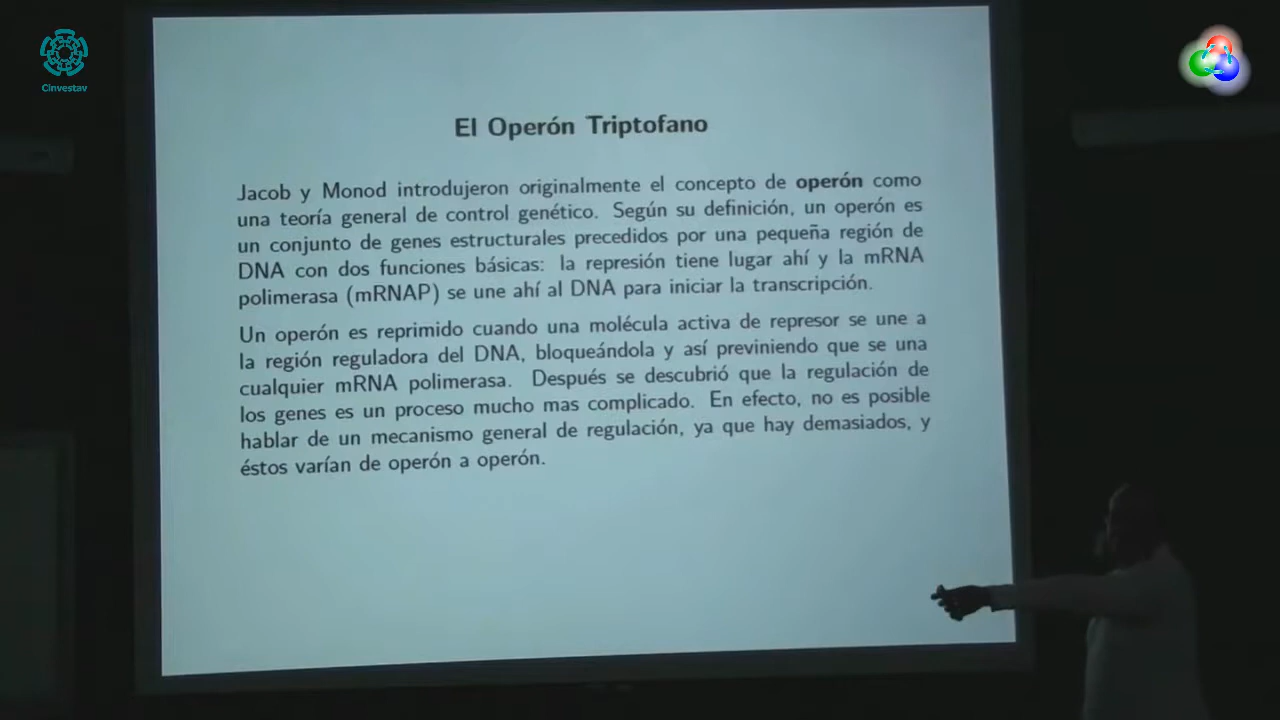 Cinvestav
El Operón Triptofano
Jacob y Monod introdujeron originalmente el concepto de operón como
una teoría general de control genético. Según su definición, un operón es
un conjunto de genes estructurales precedidos por una pequeña región de
DNA con dos funciones básicas: la represión tiene lugar ahí y la mRNA
polimerasa (mRNAP) se une ahí al DNA para iniciar la transcripción.
Un operón es reprimido cuando una molécula activa de represor se une a
la región reguladora del DNA, bloqueándola y así previniendo que se una
cualquier mRNA polimerasa. Después se descubrió que la regulación de
los genes es un proceso mucho mas complicado. En efecto, no es posible
hablar de un mecanismo general de regulación, ya que hay demasiados, y
éstos varían de operón a operón.